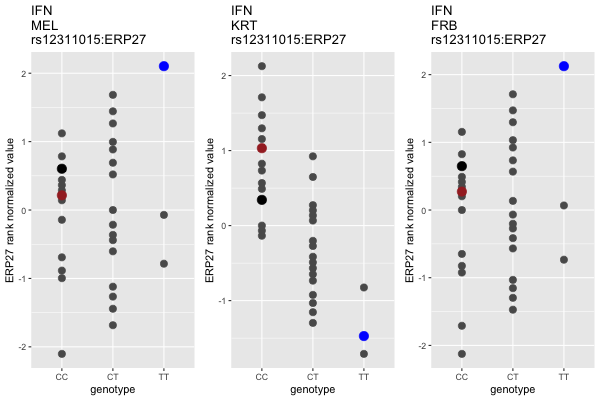 IFN
MEL
rs12311015:ERP27
ERP27 rank normalized value
2
1
0
-1
-2
CC
CT
TT
genotype
IFN
KRT
rs12311015:ERP27
ERP27 rank normalized value
2
1
0
-1
CC
CT
TT
genotype
IFN
FRB
rs12311015:ERP27
ERP27 rank normalized value
2
1
0
-1
-2
CC
CT
TT
genotype